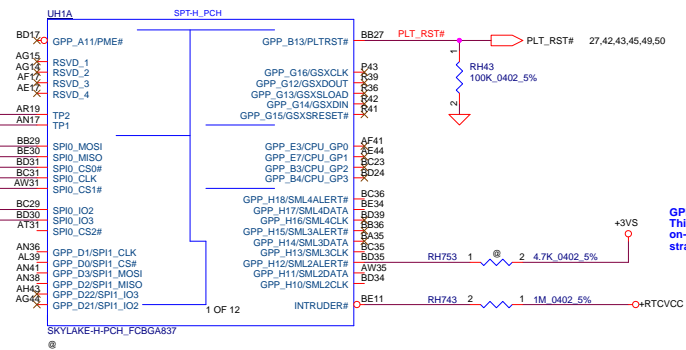 UH1A
SPT-H_PCH
BD17
GPP_A11/PME#
GPP_B13/PLTRST#
BB27
PLT_RST#
PLT_RST#
27,42,43,45,49,50
AG15
RSVD_1
AG14
RSVD_2
AF17
RSVD_3
AE17
RSVD_4
GPP_G16/GSXCLK
P43
GPP_G12/GSXDOUT
R39
GPP_G13/GSXSLOAD
R36
GPP_G14/GSXDIN
R42
GPP_G15/GSXSRESET#
R41
1
RH43
100K_0402_5%
2
AR19
TP2
AN17
TP1
BB29
SPI0_MOSI
BE30
SPI0_MISO
BD31
SPI0_CS0#
BC31
SPI0_CLK
AW31
SPI0_CS1#
GPP_E3/CPU_GP0
AF41
GPP_E7/CPU_GP1
AE44
GPP_B3/CPU_GP2
BC23
GPP_B4/CPU_GP3
BD24
BC29
SPI0_IO2
BD30
SPI0_IO3
AT31
SPI0_CS2#
GPP_H18/SML4ALERT#
BC36
GPP_H17/SML4DATA
BE34
GPP_H16/SML4CLK
BD39
GPP_H15/SML3ALERT#
BB36
GPP_H14/SML3DATA
BA35
GPP_H13/SML3CLK
BC35
GPP_H12/SML2ALERT#
BD35
GPP_H11/SML2DATA
AW35
GPP_H10/SML2CLK
BD34
RH753
1
@
2
4.7K_0402_5%
+3VS
AN36
GPP_D1/SPI1_CLK
AL39
GPP_D0/SPI1_CS#
AN41
GPP_D3/SPI1_MOSI
AN38
GPP_D2/SPI1_MISO
AH43
GPP_D22/SPI1_IO3
AG44
GPP_D21/SPI1_IO2
1 OF 12
INTRUDER#
BE11
RH743
2
1
1M_0402_5%
+RTCVCC
SKYLAKE-H-PCH_FCBGA837
@